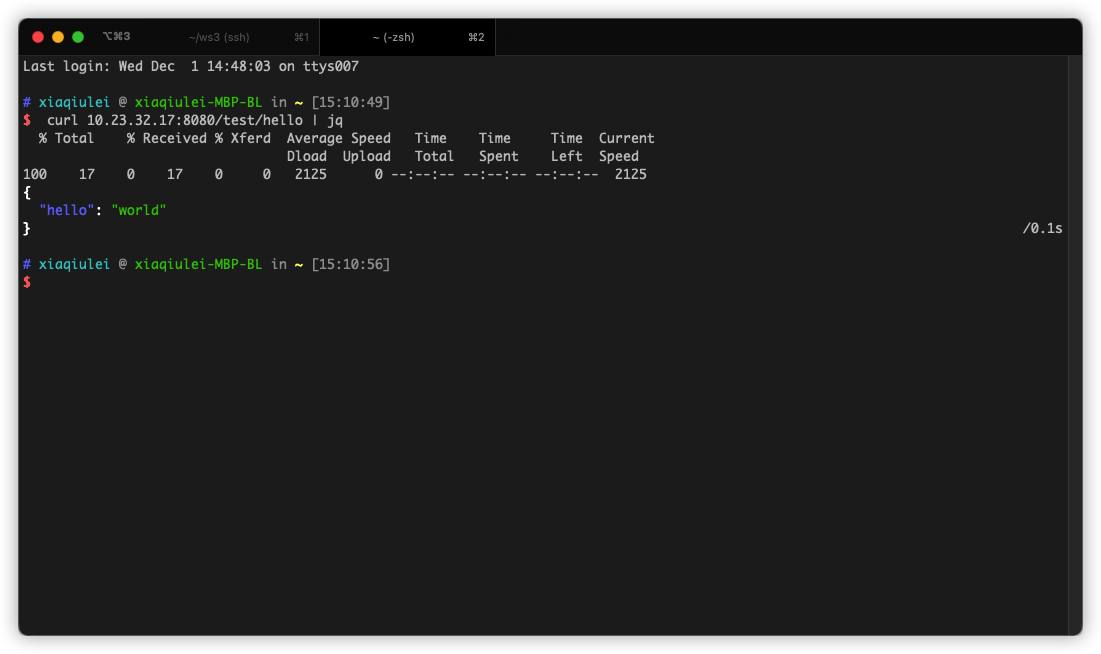 ⌥⌘3 ~/ws3 (ssh) ⌘1 ~ (-zsh) ⌘2
Last login: Wed Dec  1 14:48:03 on ttys007
# xiaqiulei @ xiaqiulei-MBP-BL in ~ [15:10:49]
$  curl 10.23.32.17:8080/test/hello | jq
  % Total    % Received % Xferd  Average Speed   Time    Time     Time  Current
                                 Dload  Upload   Total   Spent    Left  Speed
100    17    0    17    0     0   2125      0 --:--:-- --:--:-- --:--:--  2125
{
  "hello": "world"
} /0.1s
# xiaqiulei @ xiaqiulei-MBP-BL in ~ [15:10:56]
$